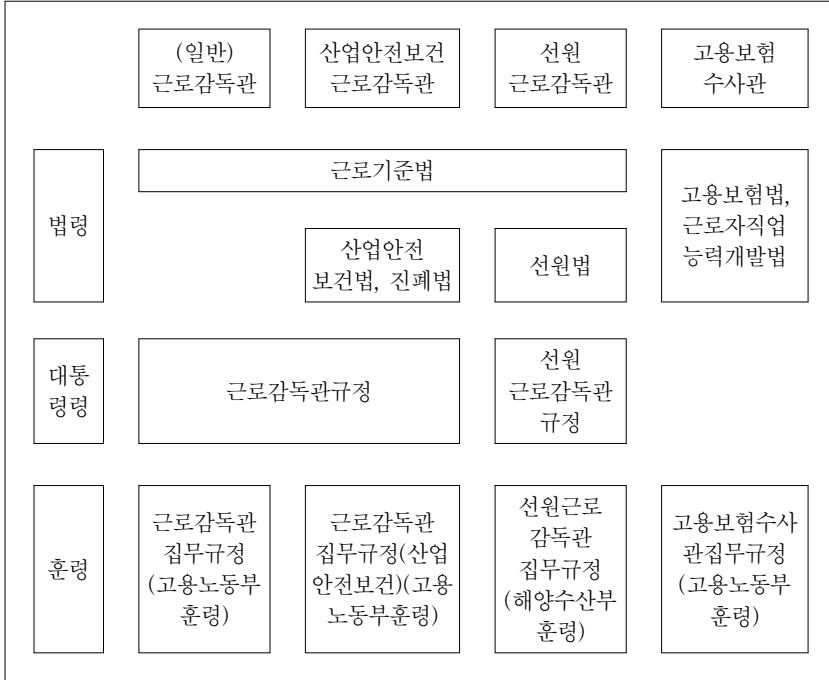 (일반)
근로감독관
산업안전보건
근로감독관
선원
근로감독관
고용보험
수사관
법령
근로기준법
고용보험법,
근로자직업
능력개발법
산업안전
보건법, 진폐법
선원법
대통
령령
근로감독관규정
선원
근로감독관
규정
훈령
근로감독관
집무규정
(고용노동부
훈령)
근로감독관
집무규정(산업
안전보건)(고용
노동부훈령)
선원근로
감독관
집무규정
(해양수산부
훈령)
고용보험수사
관집무규정
(고용노동부
훈령)